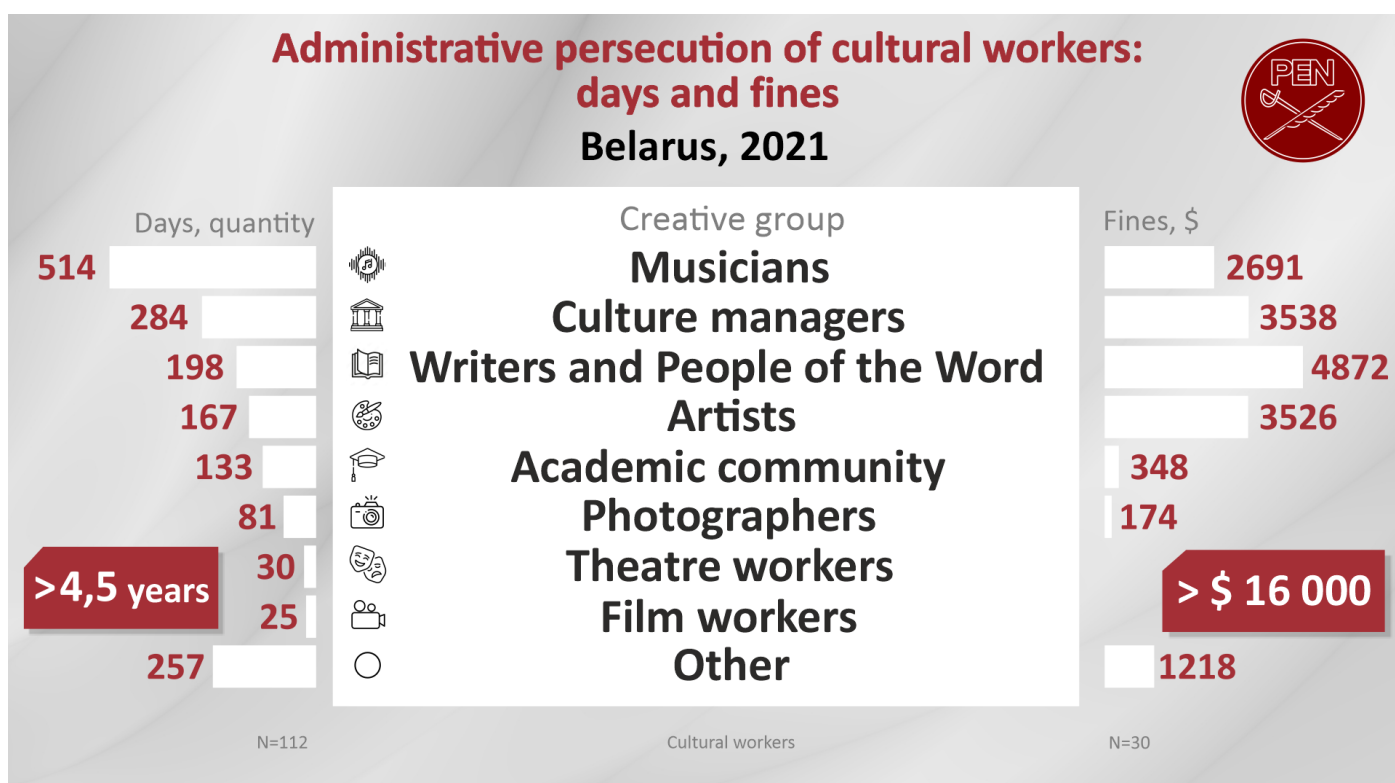 Administrative persecution of cultural workers:
days and fines
Belarus, 2021
PEN
Days, quantity Creative group Fines, $
514 Musicians 2691
284 Culture managers 3538
198 Writers and People of the Word 4872
167 Artists 3526
133 Academic community 348
81 Photographers 174
30 Theatre workers
>4,5 years > $ 16 000
25 Film workers
257 Other 1218
N=112 Cultural workers N=30